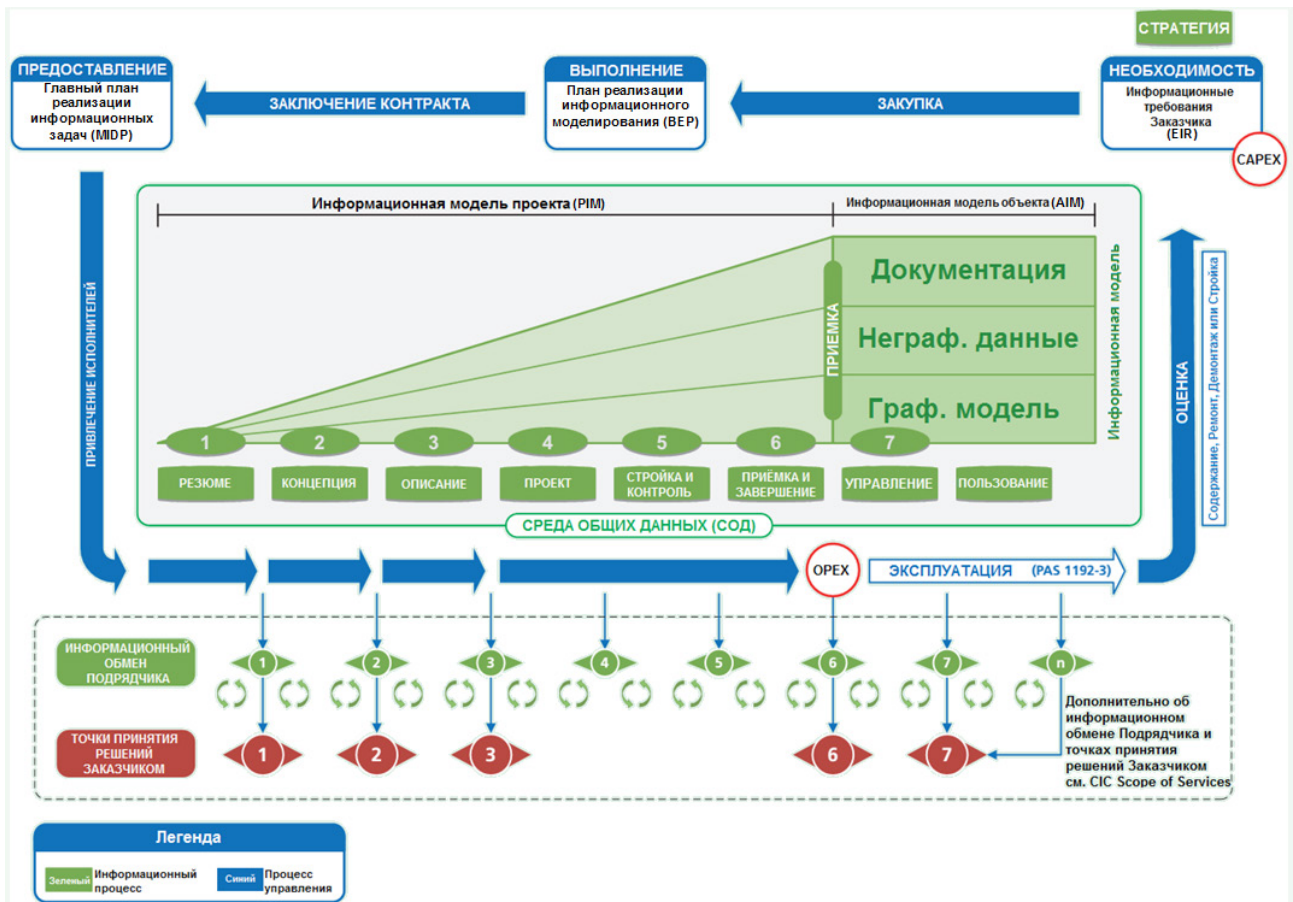 СТРАТЕГИЯ
ПРЕДОСТАВЛЕНИЕ
Главный план
реализации
информационных
задач (MIDP)
ЗАКЛЮЧЕНИЕ КОНТРАКТА
ВЫПОЛНЕНИЕ
План реализации
информационного
моделирования (BEP)
ЗАКУПКА
НЕОБХОДИМОСТЬ
Информационные
требования
Заказчика
(EIR)
CAPEX
ПРИВЛЕЧЕНИЕ ИСПОЛНИТЕЛЕЙ
Информационная модель проекта (PIM)
Информационная модель объекта (AIM)
Документация
Неграф. данные
Граф. модель
ПРИЕМКА
Информационная модель
1 2 3 4 5 6 7
РЕЗЮМЕ
КОНЦЕПЦИЯ
ОПИСАНИЕ
ПРОЕКТ
СТРОЙКА И
КОНТРОЛЬ
ПРИЁМКА И
ЗАВЕРШЕНИЕ
УПРАВЛЕНИЕ
ПОЛЬЗОВАНИЕ
СРЕДА ОБЩИХ ДАННЫХ (СОД)
ОЦЕНКА
Содержание, Ремонт, Демонтаж или Стройка
OPEX
ЭКСПЛУАТАЦИЯ (PAS 1192-3)
ИНФОРМАЦИОННЫЙ
ОБМЕН
ПОДРЯДЧИКА
1 2 3 4 5 6 7 n
ТОЧКИ ПРИНЯТИЯ
РЕШЕНИЙ
ЗАКАЗЧИКОМ
1 2 3 6 7
Дополнительно об
информационном
обмене Подрядчика и
точках принятия
решений Заказчиком
см. CIC Scope of Services
Легенда
Зеленый
Информационный
процесс
Синий
Процесс
управления